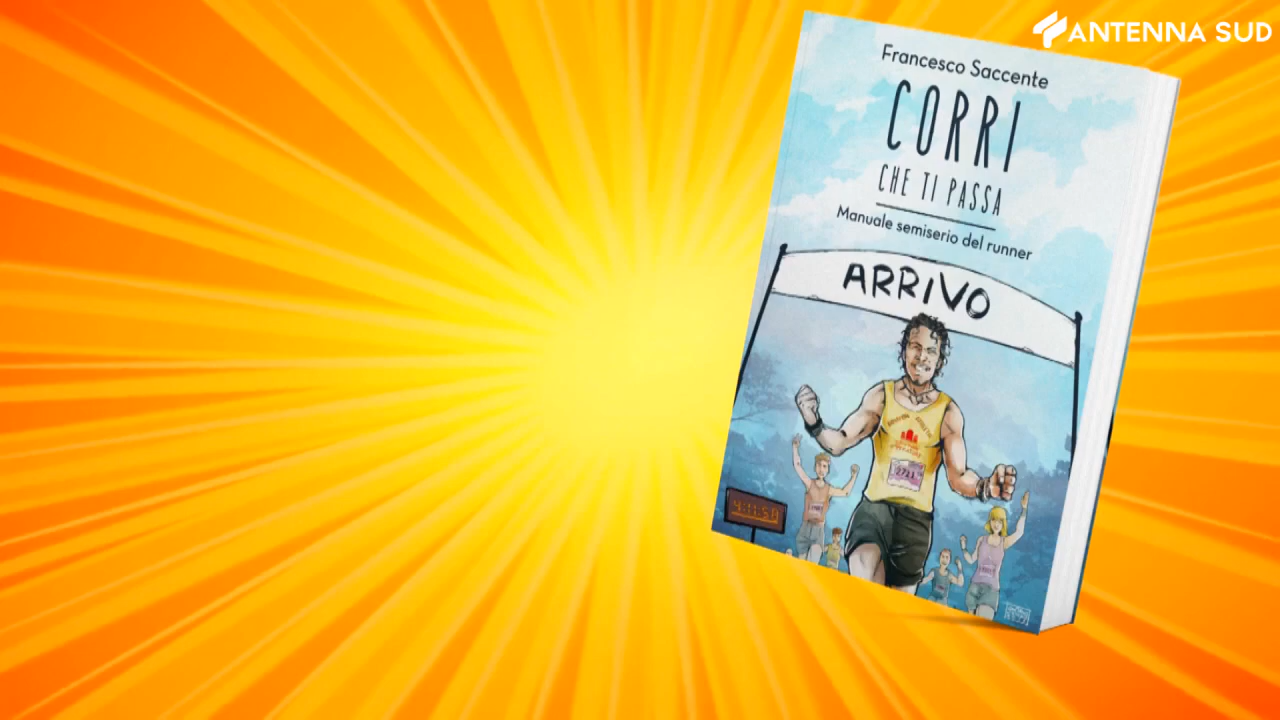 ANTENNA SUD
Francesco Saccente
CORRI
CHE TI PASSA
Manuale semiserio del runner
ARRIVO